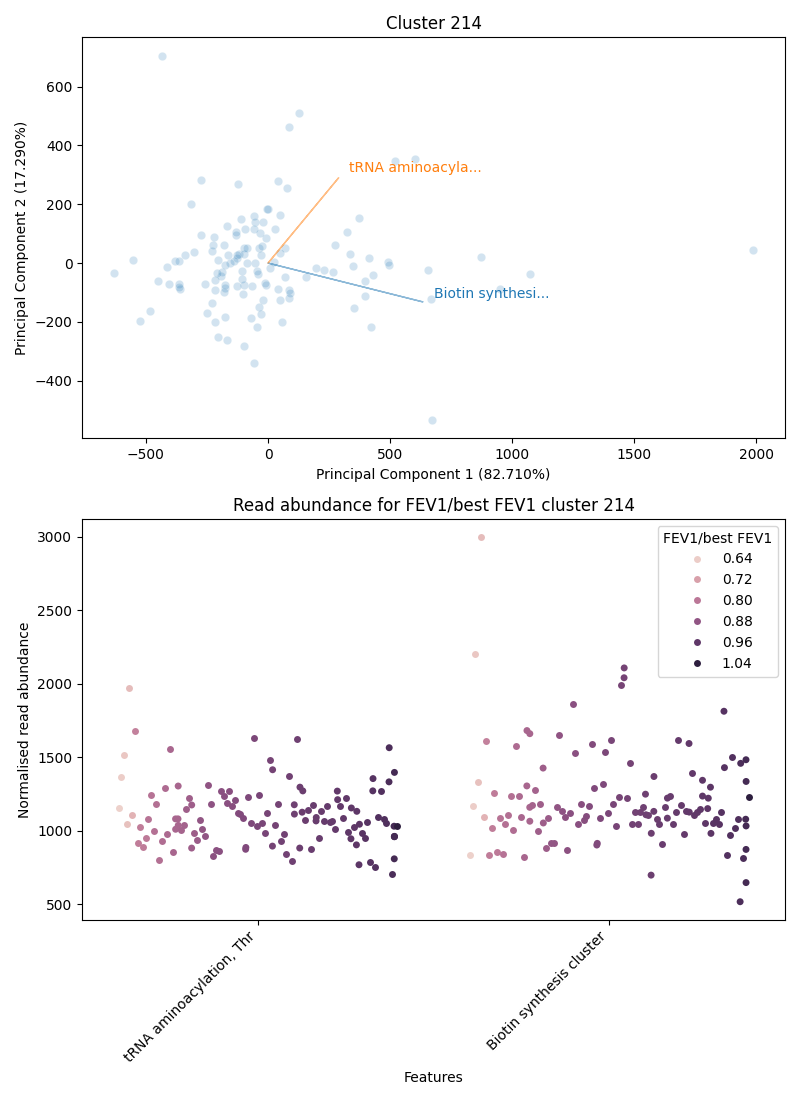 Cluster 214
Principal Component 2 (17.290%)
600
400
200
0
−200
−400
tRNA aminoacyla...
Biotin synthesi...
−500
0
500
1000
1500
2000
Principal Component 1 (82.710%)
Read abundance for FEV1/best FEV1 cluster 214
Normalised read abundance
3000
2500
2000
1500
1000
500
FEV1/best FEV1
0.64
0.72
0.80
0.88
0.96
1.04
tRNA aminoacylation, Thr
Biotin synthesis cluster
Features